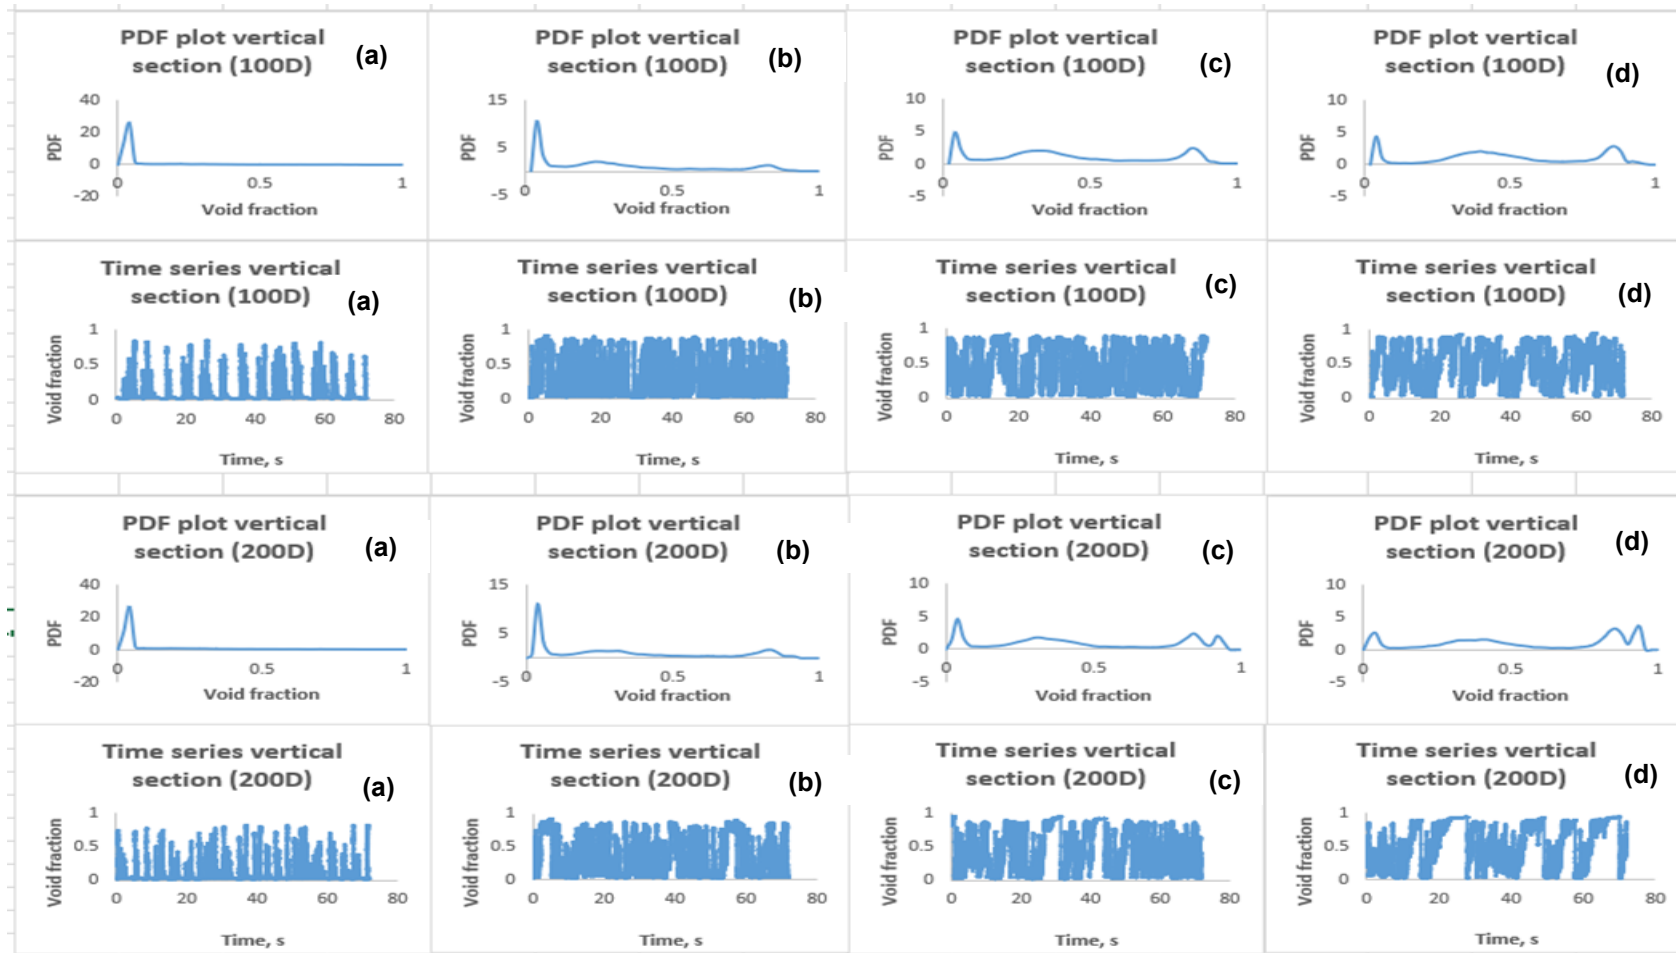 PDF plot vertical
section (100D)
(a)
40
20
0
-20
PDF
0
0.5
1
Void fraction
PDF plot vertical
section (100D)
(b)
15
5
-5
PDF
0
0.5
1
Void fraction
PDF plot vertical
section (100D)
(c)
10
5
0
-5
PDF
0
0.5
1
Void fraction
PDF plot vertical
section (100D)
(d)
10
5
0
-5
PDF
0
0.5
1
Void fraction
Time series vertical
section (100D)
(a)
1
0.5
0
Void fraction
0
20
40
60
80
Time, s
Time series vertical
section (100D)
(b)
1
0.5
0
Void fraction
0
20
40
60
80
Time, s
Time series vertical
section (100D)
(c)
1
0.5
0
Void fraction
0
20
40
60
80
Time, s
Time series vertical
section (100D)
(d)
1
0.5
0
Void fraction
0
20
40
60
80
Time, s
PDF plot vertical
section (200D)
(a)
40
20
0
-20
PDF
0
0.5
1
Void fraction
PDF plot vertical
section (200D)
(b)
15
5
-5
PDF
0
0.5
1
Void fraction
PDF plot vertical
section (200D)
(c)
10
5
0
-5
PDF
0
0.5
1
Void fraction
PDF plot vertical
section (200D)
(d)
10
5
0
-5
PDF
0
0.5
1
Void fraction
Time series vertical
section (200D)
(a)
1
0.5
0
Void fraction
0
20
40
60
80
Time, s
Time series vertical
section (200D)
(b)
1
0.5
0
Void fraction
0
20
40
60
80
Time, s
Time series vertical
section (200D)
(c)
1
0.5
0
Void fraction
0
20
40
60
80
Time, s
Time series vertical
section (200D)
(d)
1
0.5
0
Void fraction
0
20
40
60
80
Time, s